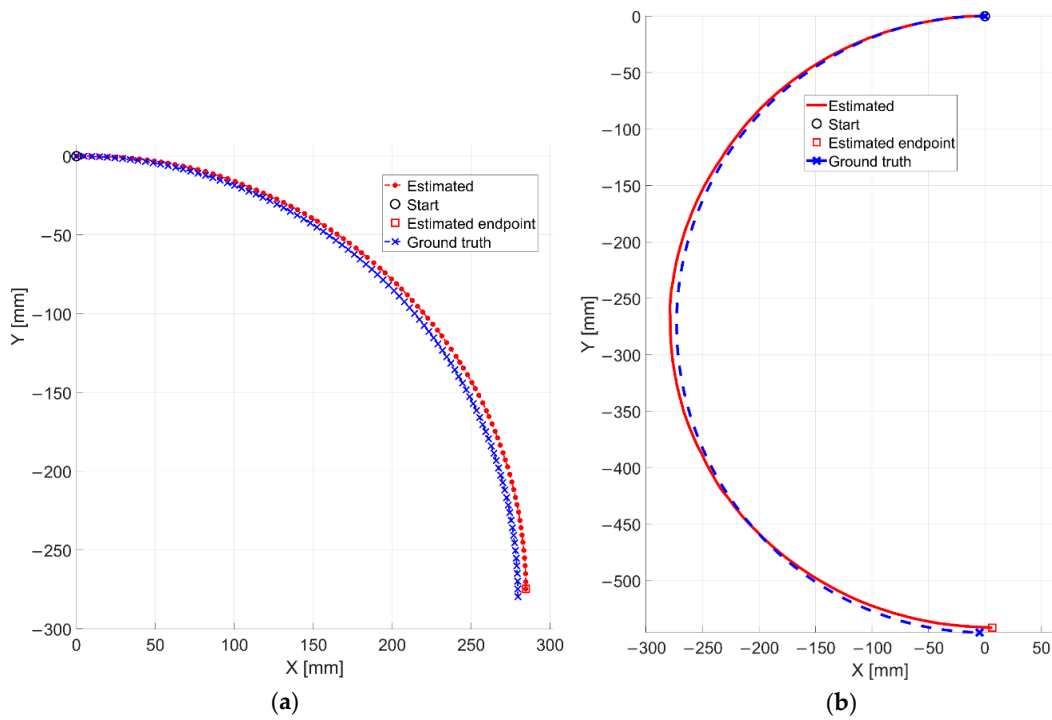 0
−50
−100
−150
−200
−250
−300
0
50
100
150
200
250
300
Y [mm]
X [mm]
Estimated
Start
Estimated endpoint
Ground truth
(a)
0
−50
−100
−150
−200
−250
−300
−350
−400
−450
−500
−300
−250
−200
−150
−100
−50
0
50
Y [mm]
X [mm]
Estimated
Start
Estimated endpoint
Ground truth
(b)